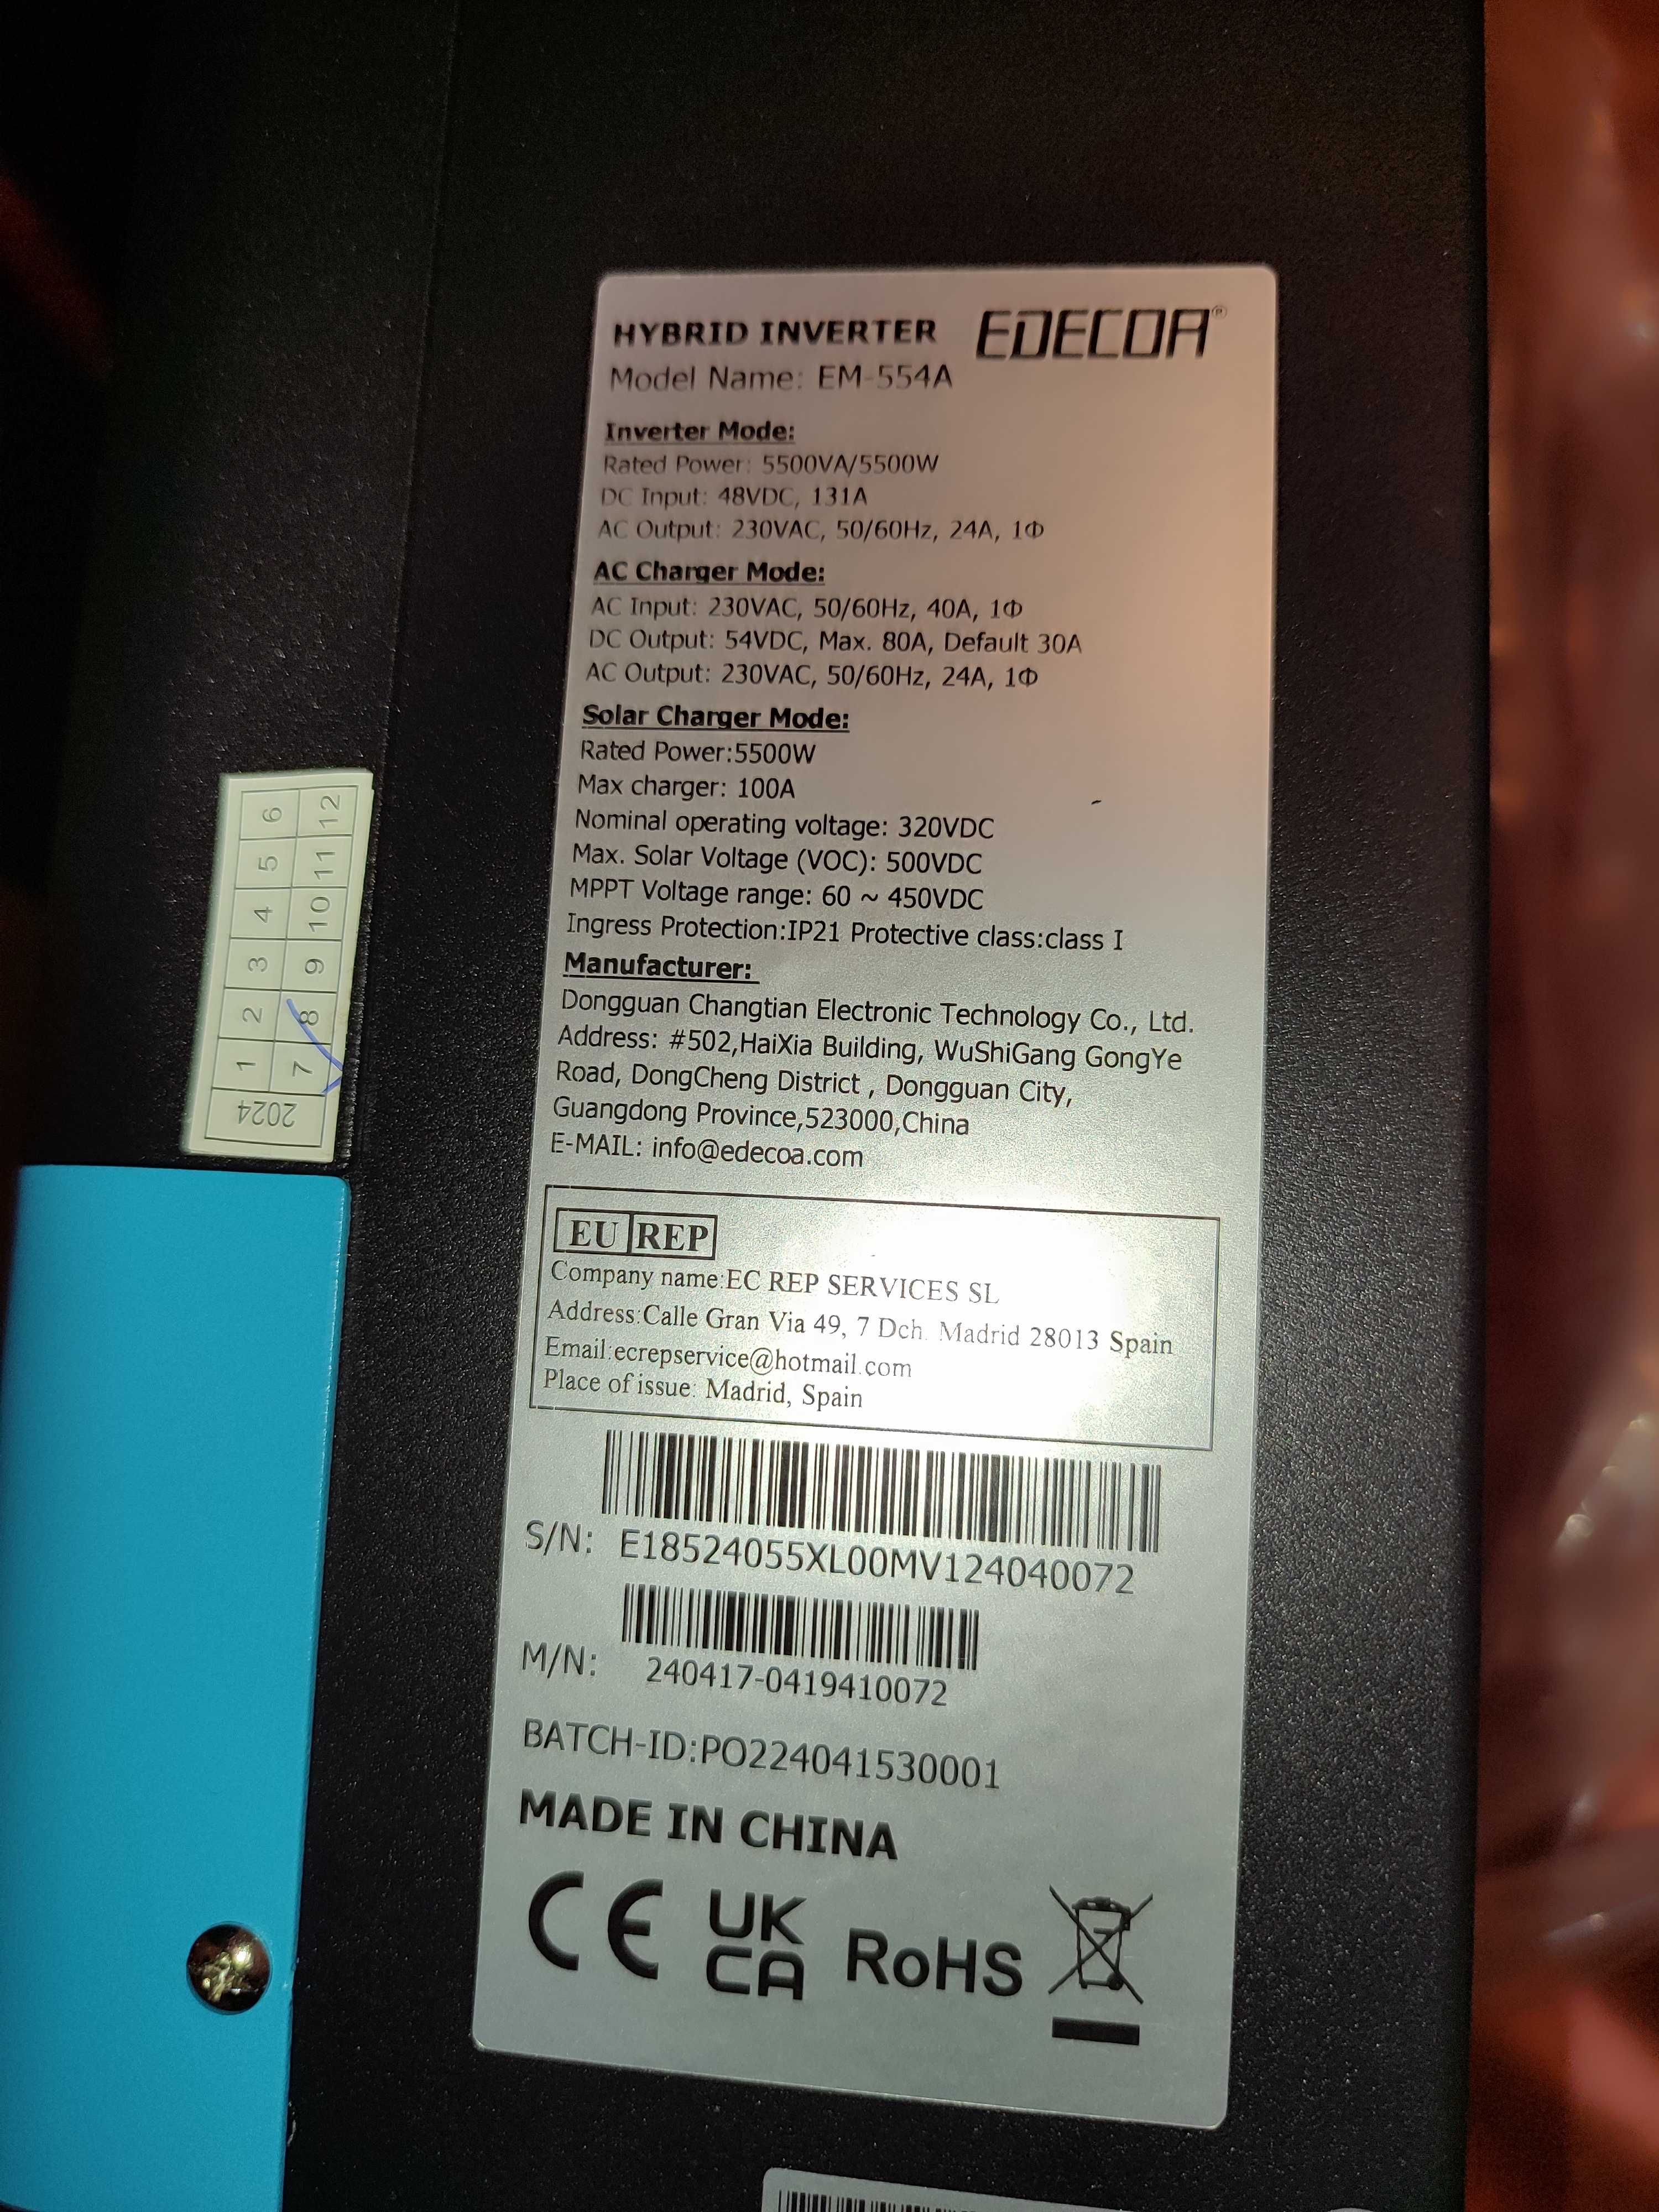 HYBRID INVERTER EDECOA®
Model Name: EM-554A
Inverter Mode:
Rated Power: 5500VA/5500W
DC Input: 48VDC, 131A
AC Output: 230VAC, 50/60Hz, 24A, 1Φ
AC Charger Mode:
AC Input: 230VAC, 50/60Hz, 40A, 1Φ
DC Output: 54VDC, Max. 80A, Default 30A
AC Output: 230VAC, 50/60Hz, 24A, 1Φ
Solar Charger Mode:
Rated Power:5500W
Max charger: 100A
Nominal operating voltage: 320VDC
Max. Solar Voltage (VOC): 500VDC
MPPT Voltage range: 60 ~ 450VDC
Ingress Protection:IP21 Protective class:class I
Manufacturer:
Dongguan Changtian Electronic Technology Co., Ltd.
Address: #502,HaiXia Building, WuShiGang GongYe
Road, DongCheng District , Dongguan City,
Guangdong Province,523000,China
E-MAIL: info@edecoa.com
EU REP
Company name:EC REP SERVICES SL
Address:Calle Gran Via 49, 7 Dch. Madrid 28013 Spain
Email:ecrepservice@hotmail.com
Place of issue: Madrid, Spain
S/N: E18524055XL00MV124040072
M/N: 240417-0419410072
BATCH-ID:PO224041530001
MADE IN CHINA
CE UK CA RoHS
2024
1 2 3 4 5 6
7 8 9 10 11 12